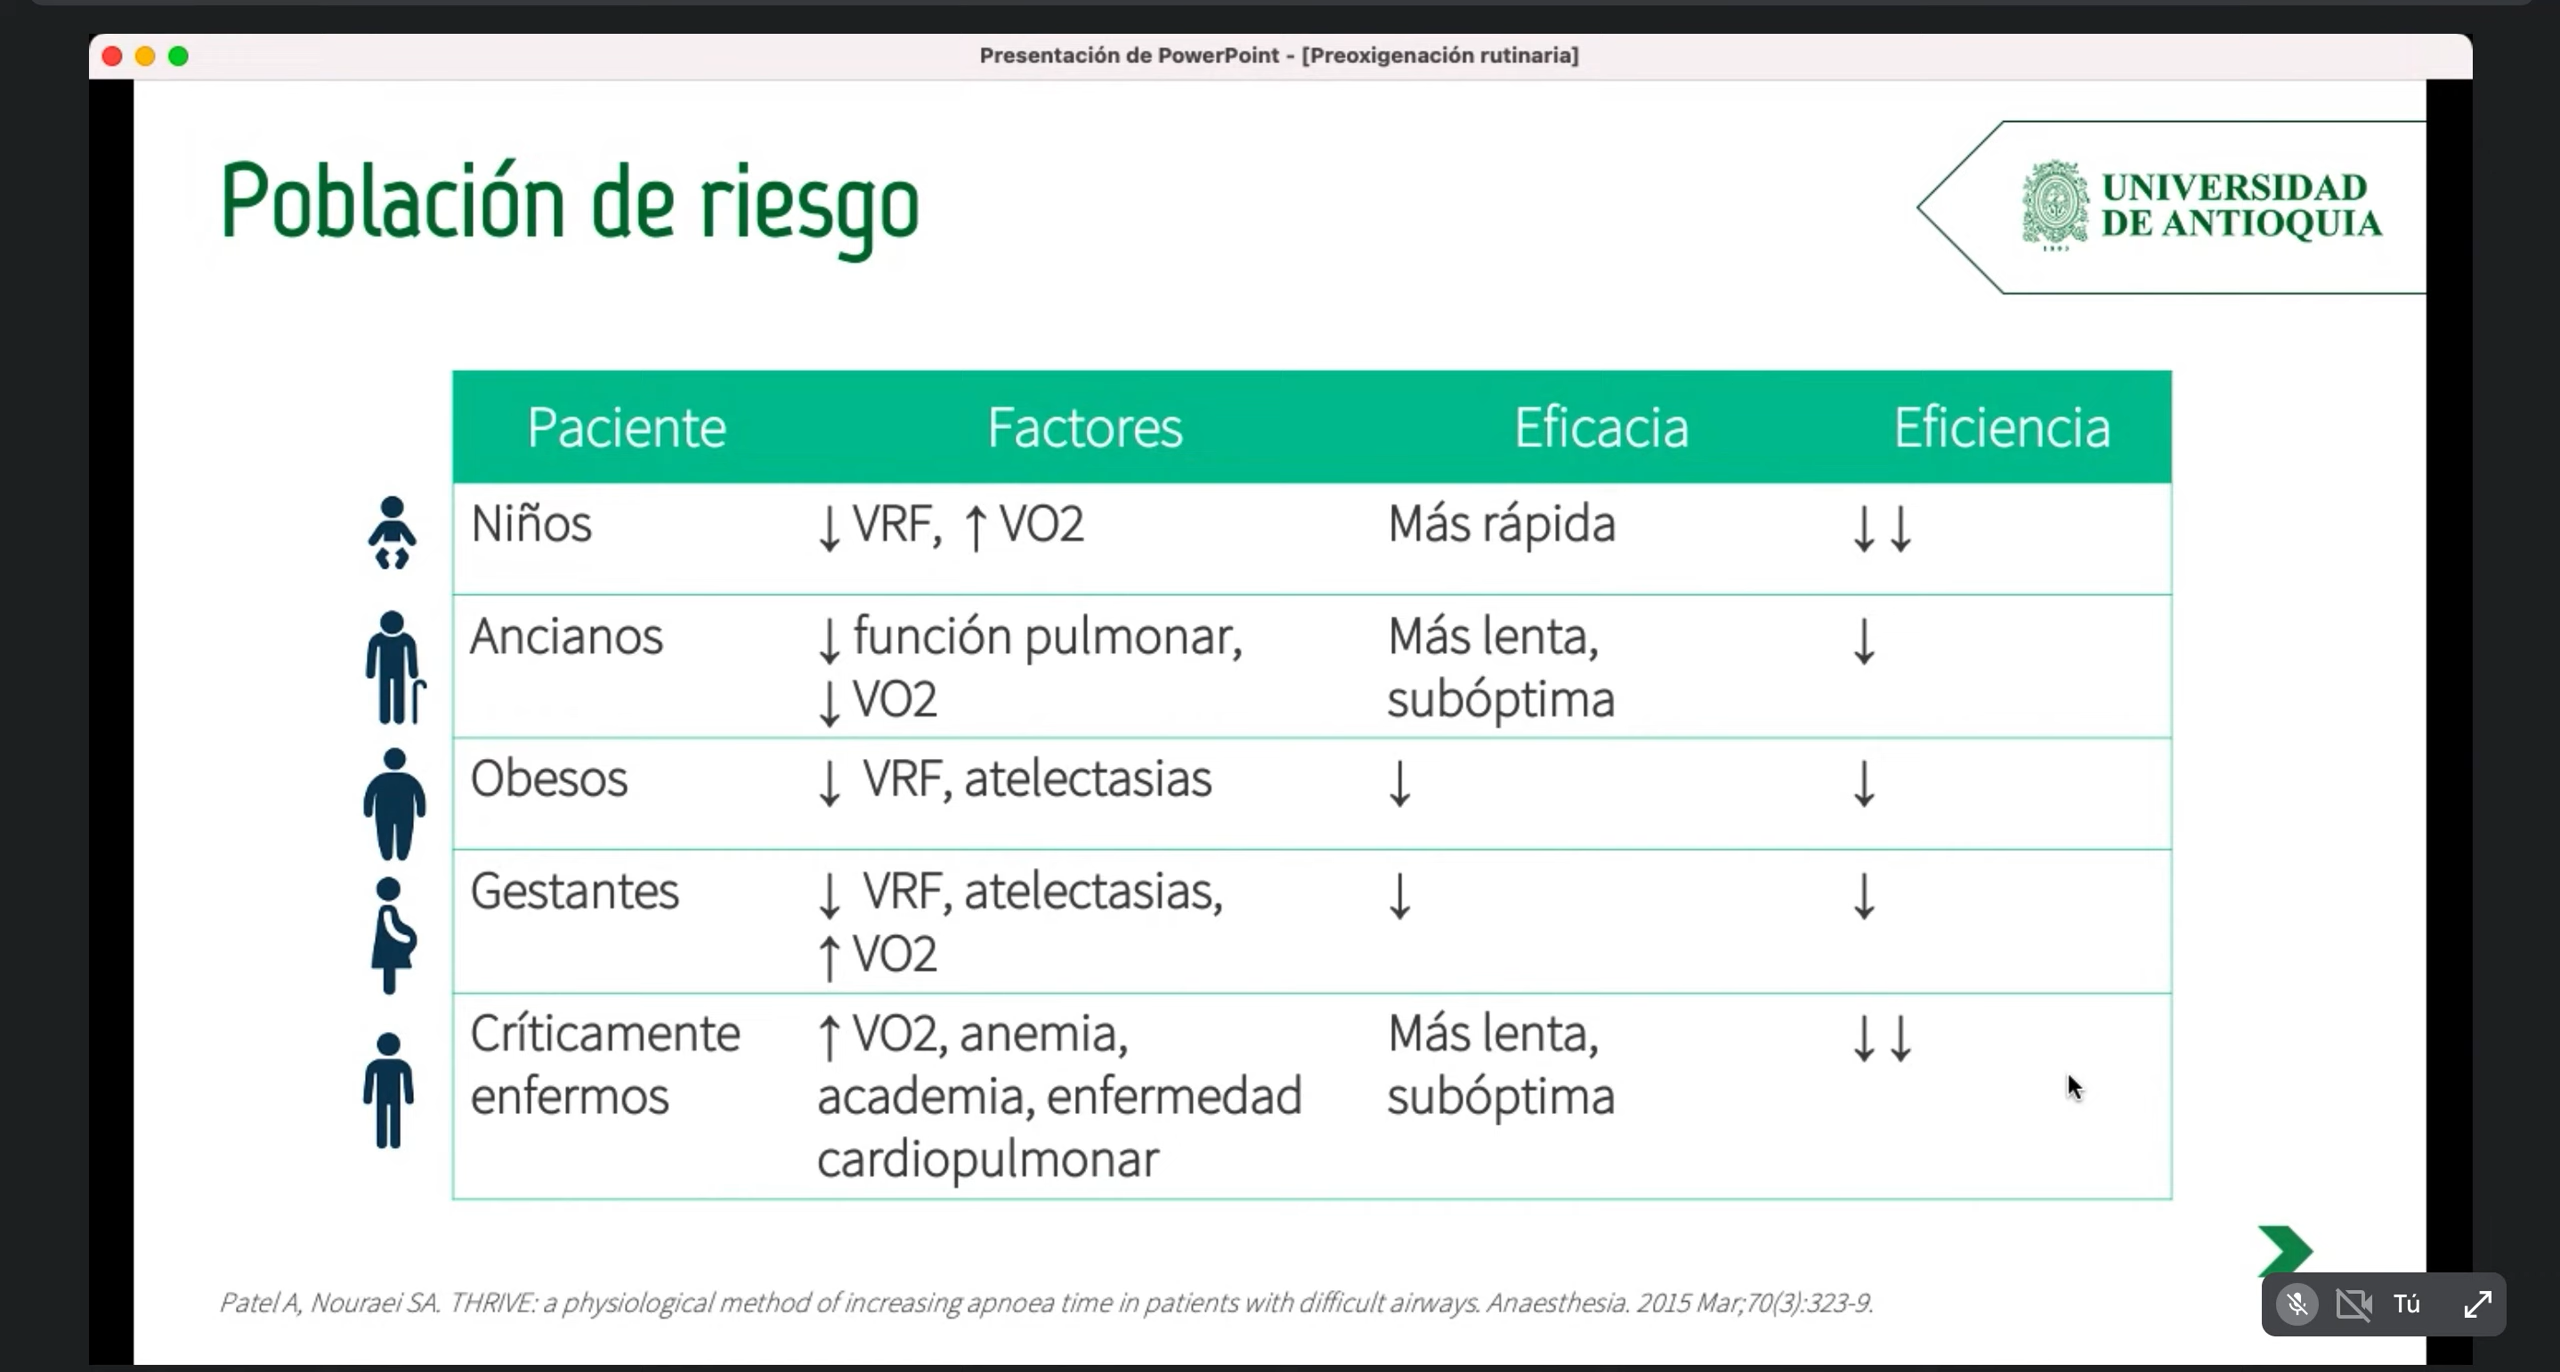 Presentación de PowerPoint - [Preoxigenación rutinaria]
Población de riesgo
UNIVERSIDAD
DE ANTIOQUIA
1803
Paciente Factores Eficacia Eficiencia
Niños ↓ VRF, ↑ VO2 Más rápida ↓↓
Ancianos ↓ función pulmonar, Más lenta, ↓
↓ VO2 subóptima
Obesos ↓ VRF, atelectasias ↓ ↓
Gestantes ↓ VRF, atelectasias, ↓ ↓
↑ VO2
Críticamente ↑ VO2, anemia, Más lenta, ↓↓
enfermos academia, enfermedad subóptima
cardiopulmonar
Patel A, Nouraei SA. THRIVE: a physiological method of increasing apnoea time in patients with difficult airways. Anaesthesia. 2015 Mar;70(3):323-9.
Tú